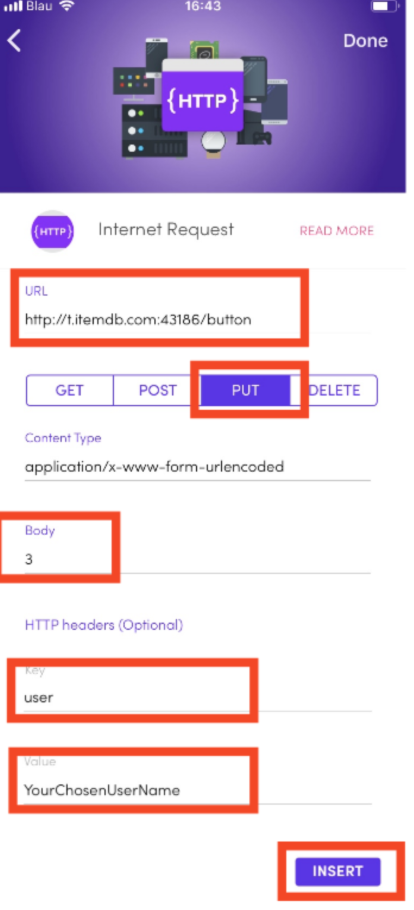 Blau 16:43
Done
{HTTP}
{HTTP} Internet Request READ MORE
URL
http://t.itemdb.com:43186/button
GET POST PUT DELETE
Content Type
application/x-www-form-urlencoded
Body
3
HTTP headers (Optional)
Key
user
Value
YourChosenUserName
INSERT